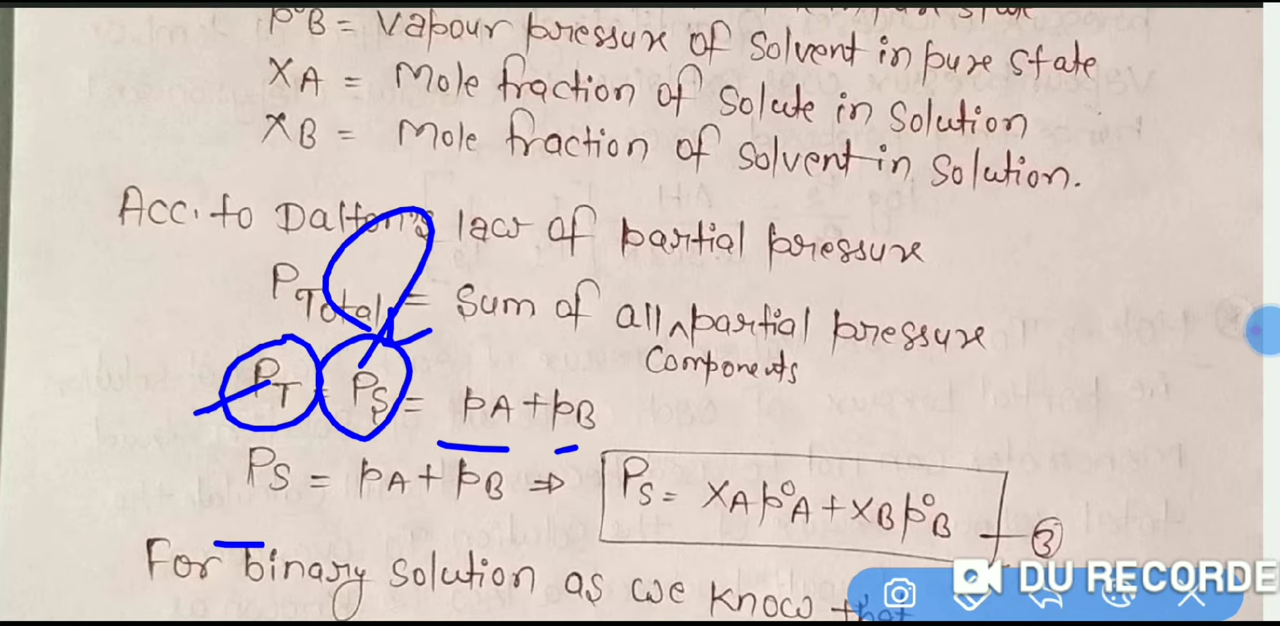 p°B = Vapour pressure of solvent in pure state
XA = Mole fraction of solute in solution
XB = Mole fraction of solvent in solution.
Acc. to Dalton's law of partial pressure
PTotal = Sum of all partial pressure
Components
PT = PS = pA + pB
PS = pA + pB ⇒ PS = XA p°A + XB p°B — ③
For binary solution as we know that
DU RECORDE